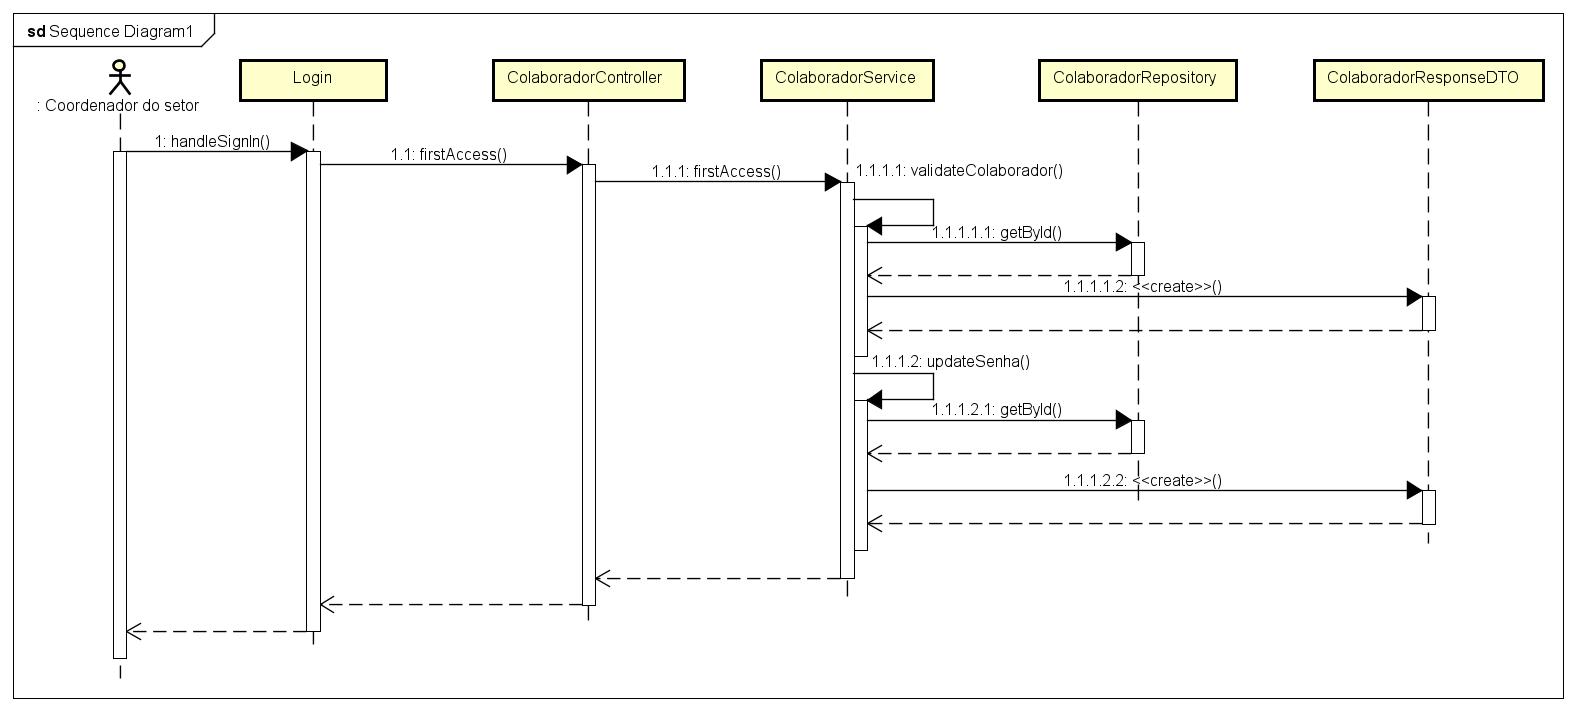 sd Sequence Diagram1
: Coordenador do setor
Login
ColaboradorController
ColaboradorService
ColaboradorRepository
ColaboradorResponseDTO
1: handleSignIn()
1.1: firstAccess()
1.1.1: firstAccess()
1.1.1.1: validateColaborador()
1.1.1.1.1: getById()
1.1.1.1.2: <<create>>()
1.1.1.2: updateSenha()
1.1.1.2.1: getById()
1.1.1.2.2: <<create>>()